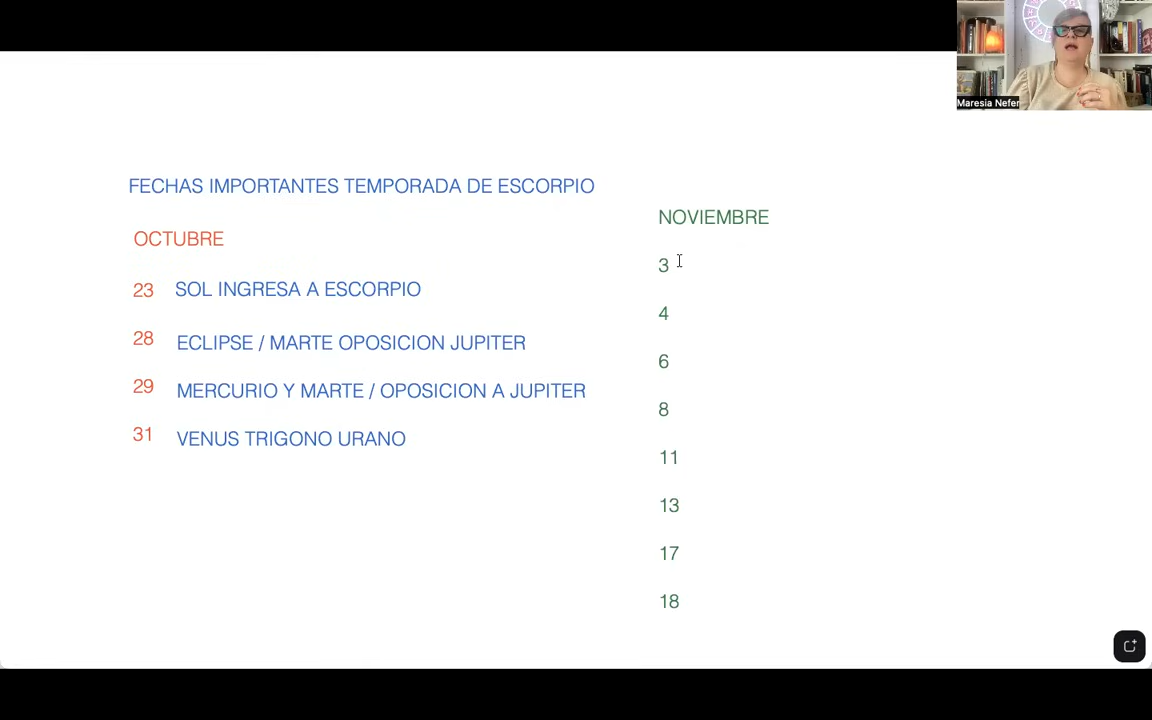 Maresia Nefer
FECHAS IMPORTANTES TEMPORADA DE ESCORPIO
OCTUBRE
23 SOL INGRESA A ESCORPIO
28 ECLIPSE / MARTE OPOSICION JUPITER
29 MERCURIO Y MARTE / OPOSICION A JUPITER
31 VENUS TRIGONO URANO
NOVIEMBRE
3
4
6
8
11
13
17
18